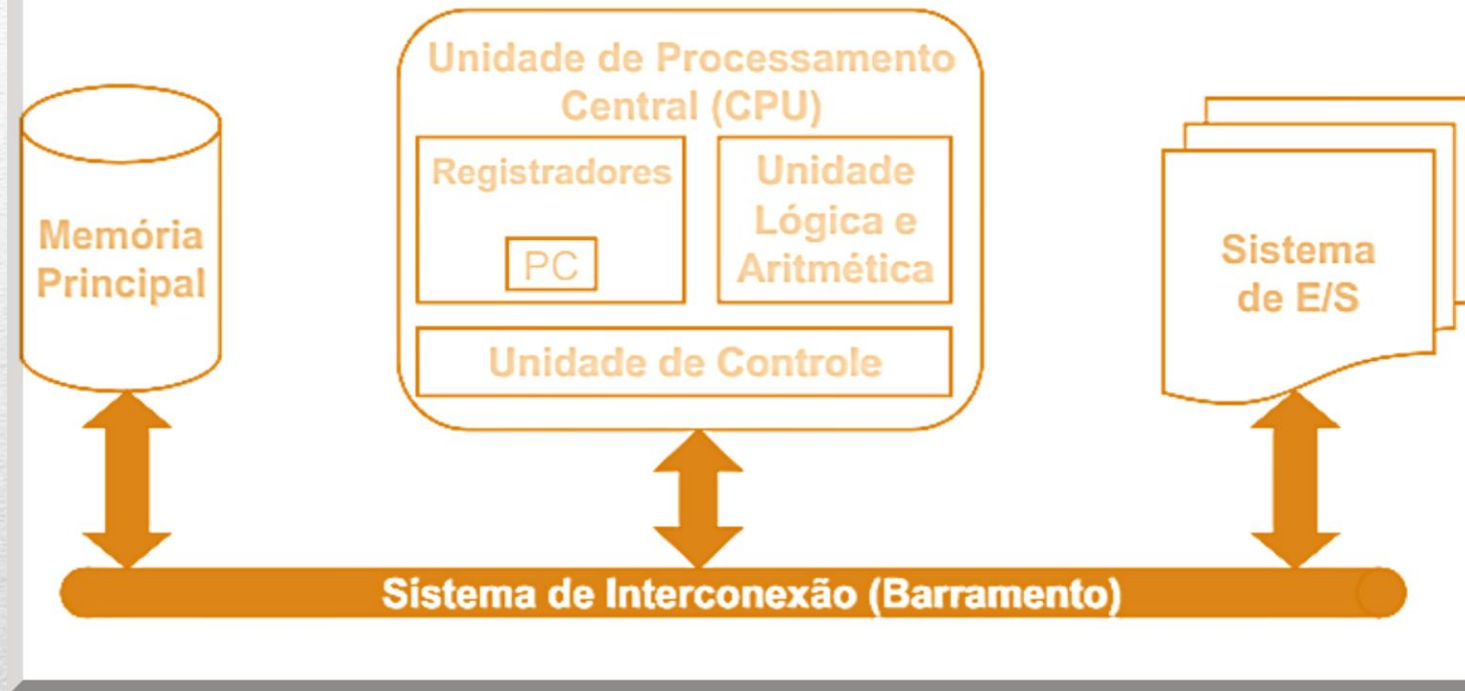 Unidade de Processamento
Central (CPU)
Registradores
PC
Unidade
Lógica e
Aritmética
Unidade de Controle
Memória
Principal
Sistema
de E/S
Sistema de Interconexão (Barramento)